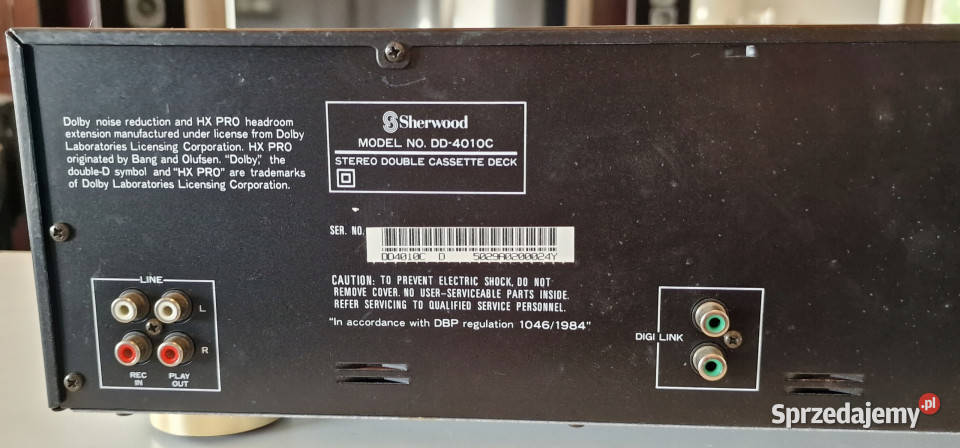 Dolby noise reduction and HX PRO headroom
extension manufactured under license from Dolby
Laboratories Licensing Corporation. HX PRO
originated by Bang and Olufsen. "Dolby," the
double-D symbol and "HX PRO" are trademarks
of Dolby Laboratories Licensing Corporation.
Sherwood
MODEL NO. DD-4010C
STEREO DOUBLE CASSETTE DECK
SER. NO.
DD4010C D 5029A0200024Y
CAUTION: TO PREVENT ELECTRIC SHOCK, DO NOT
REMOVE COVER. NO USER-SERVICEABLE PARTS INSIDE.
REFER SERVICING TO QUALIFIED SERVICE PERSONNEL.
"In accordance with DBP regulation 1046/1984"
LINE
L
R
REC
IN
PLAY
OUT
DIGI LINK
Sprzedajemy.pl